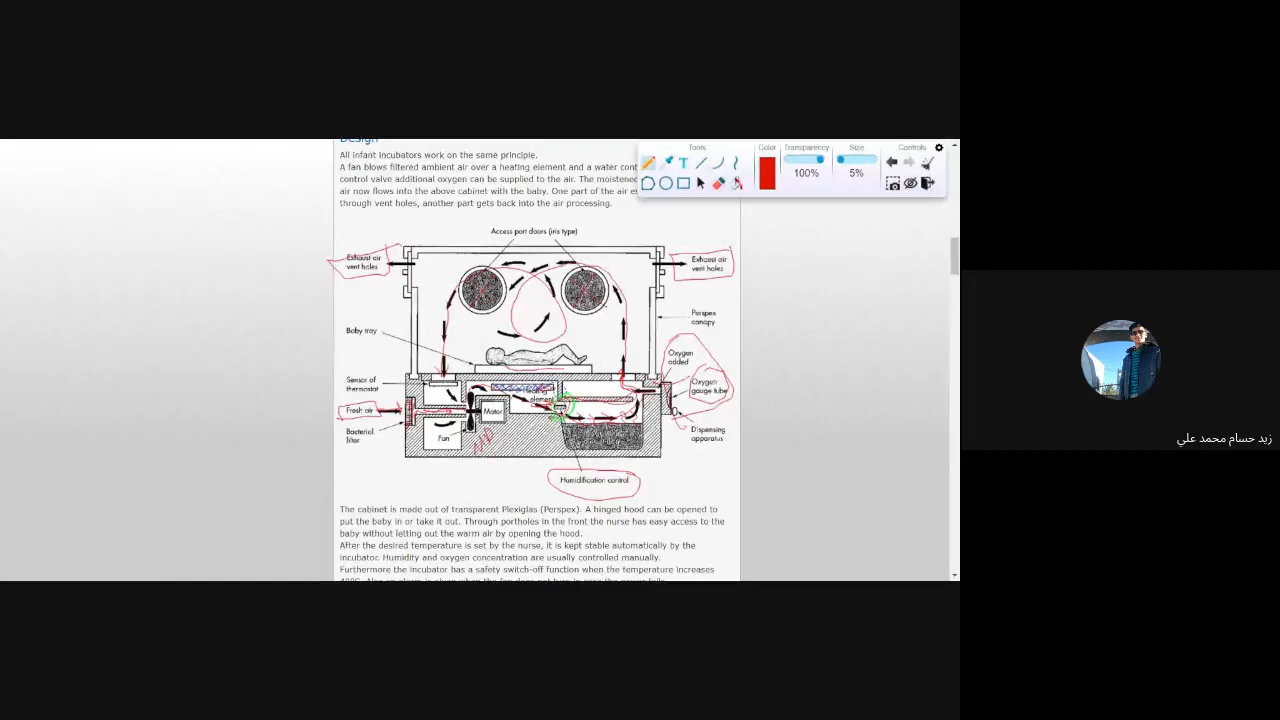 Design
Tools
Color
Transparency
Size
Controls
100%
5%
All infant incubators work on the same principle.
A fan blows filtered ambient air over a heating element and a water
control valve additional oxygen can be supplied to the air. The moistened
air now flows into the above cabinet with the baby. One part of the air
through vent holes, another part gets back into the air processing.
Access port doors (iris type)
Exhaust air
vent holes
Exhaust air
vent holes
Perspex
canopy
Baby tray
Oxygen
added
Sensor of
thermostat
Heating
element
Oxygen
gauge tube
Fresh air
Motor
Bacterial
filter
Fan
Dispensing
apparatus
زيد حسام محمد علي
Humidification control
The cabinet is made out of transparent Plexiglas (Perspex). A hinged hood can be opened to
put the baby in or take it out. Through portholes in the front the nurse has easy access to the
baby without letting out the warm air by opening the hood.
After the desired temperature is set by the nurse, it is kept stable automatically by the
incubator. Humidity and oxygen concentration are usually controlled manually.
Furthermore the incubator has a safety switch-off function when the temperature increases